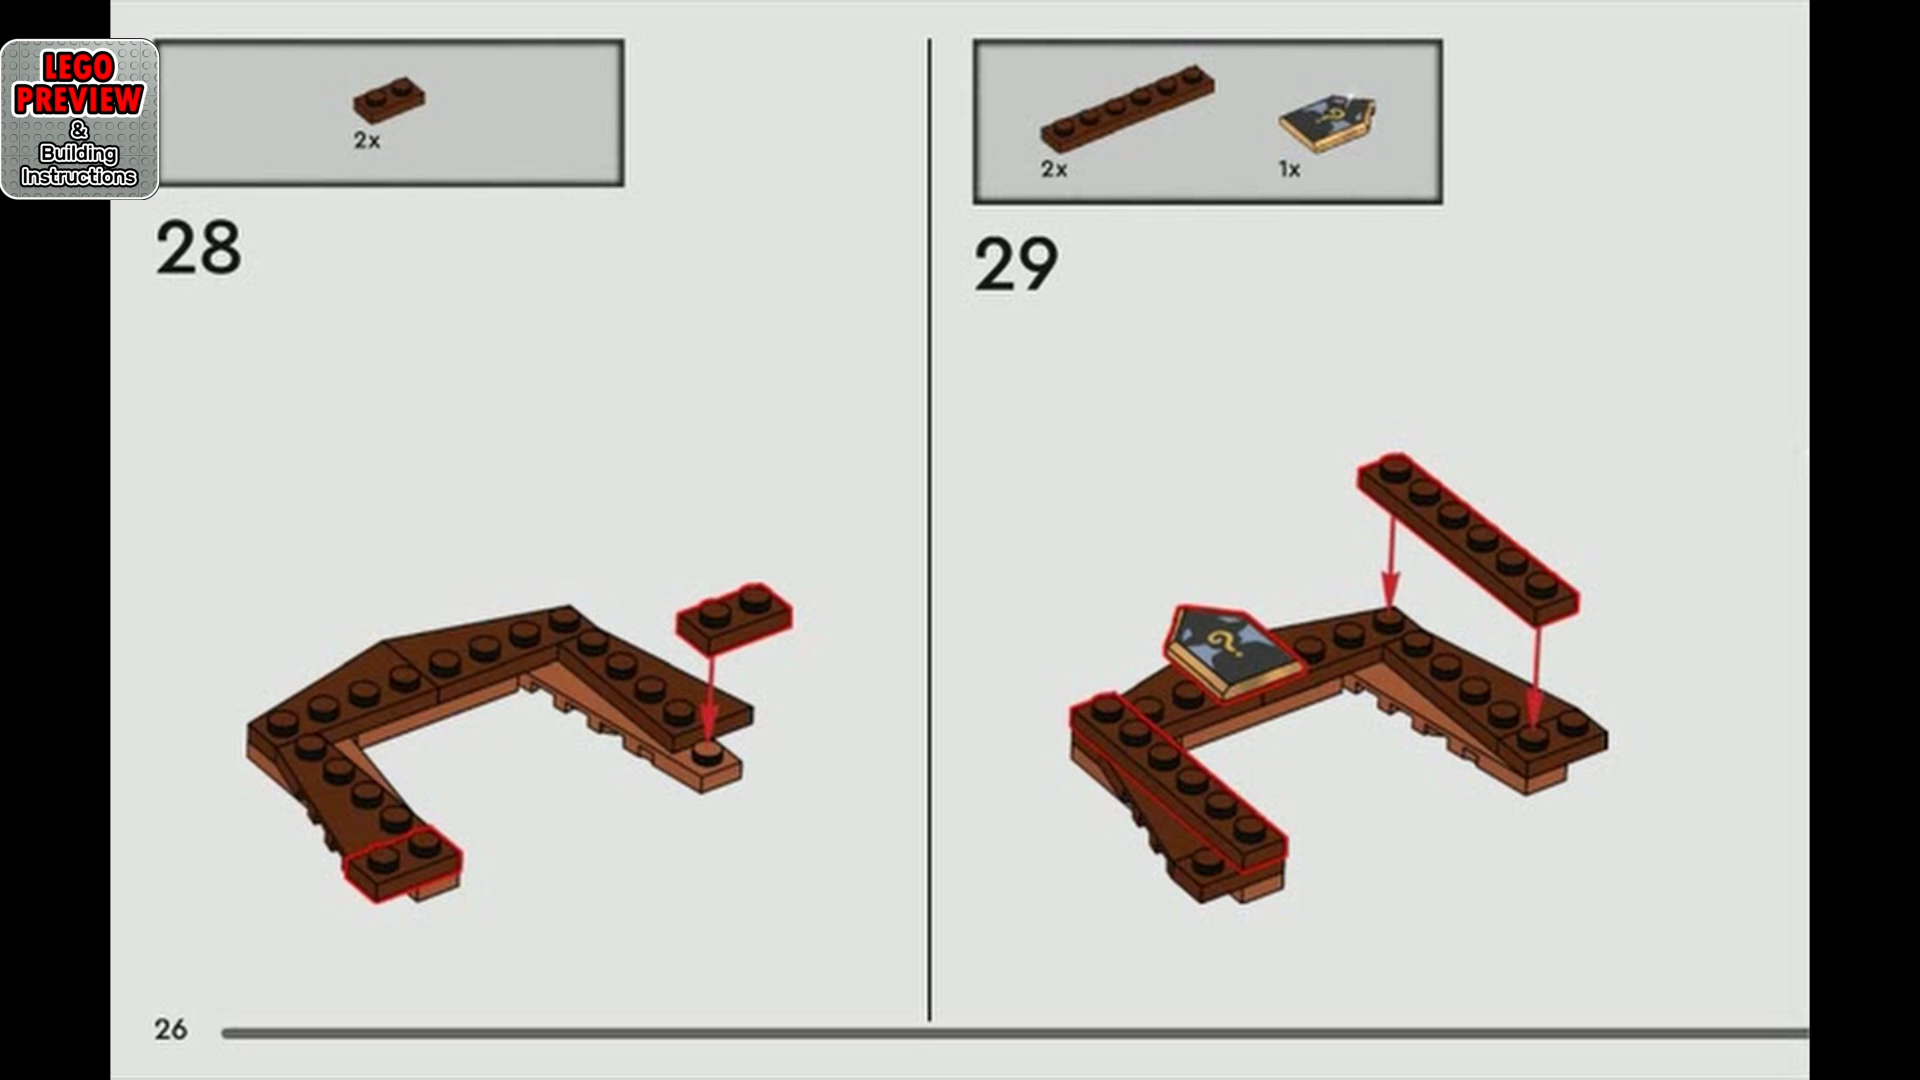 LEGO
PREVIEW
&
Building
Instructions
2x
28
2x
1x
29
?
?
26